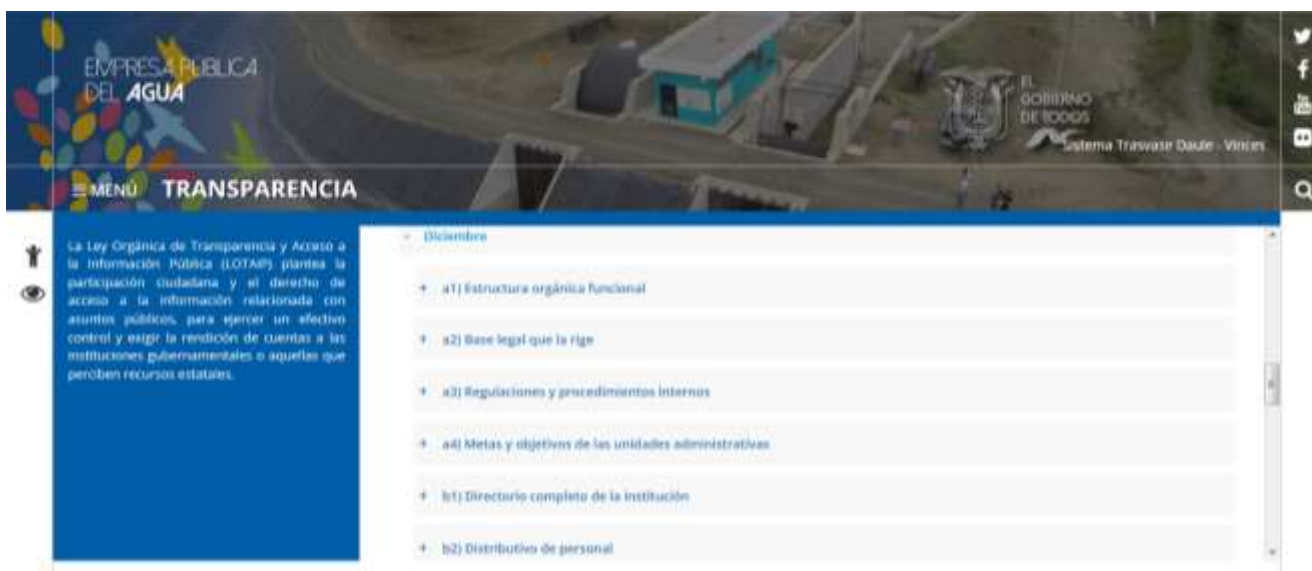 EMPRESA PÚBLICA
DEL AGUA
EL
GOBIERNO
DE TODOS
Sistema Trasvase Daule - Vinces
MENÚ TRANSPARENCIA
La Ley Orgánica de Transparencia y Acceso a
la Información Pública (LOTAIP) plantea la
participación ciudadana y el derecho de
acceso a la información relacionada con
asuntos públicos, para ejercer un efectivo
control y exigir la rendición de cuentas a las
instituciones gubernamentales o aquellas que
perciben recursos estatales.
Diciembre
+ a1) Estructura orgánica funcional
+ a2) Base legal que la rige
+ a3) Regulaciones y procedimientos internos
+ a4) Metas y objetivos de las unidades administrativas
+ b1) Directorio completo de la institución
+ b2) Distributivo de personal